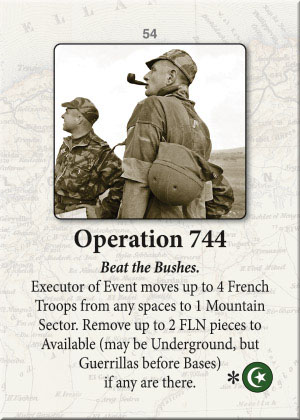 54
Operation 744
Beat the Bushes.
Executor of Event moves up to 4 French
Troops from any spaces to 1 Mountain
Sector. Remove up to 2 FLN pieces to
Available (may be Underground, but
Guerrillas before Bases)
if any are there.
*